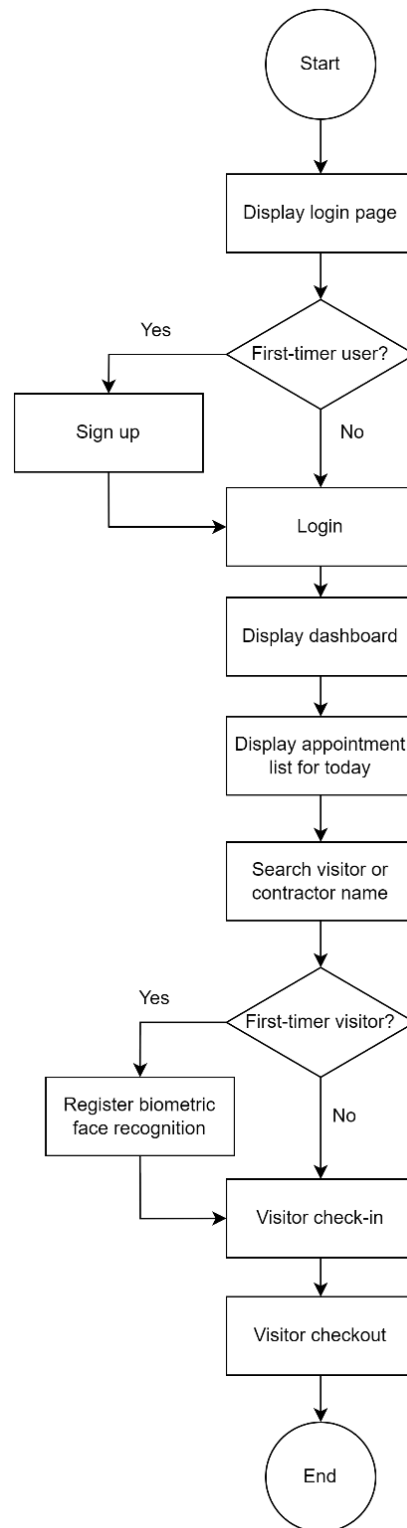 Start
Display login page
Yes
First-timer user?
Sign up
No
Login
Display dashboard
Display appointment
list for today
Search visitor or
contractor name
Yes
First-timer visitor?
Register biometric
face recognition
No
Visitor check-in
Visitor checkout
End